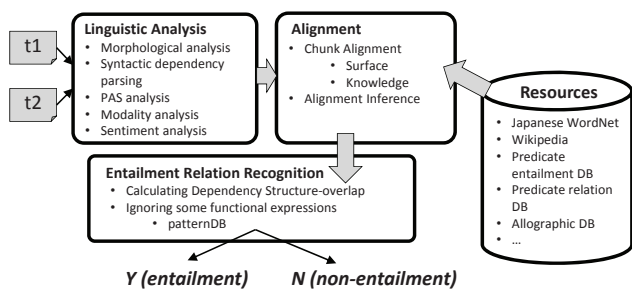 t1
t2
Linguistic Analysis
• Morphological analysis
• Syntactic dependency
parsing
• PAS analysis
• Modality analysis
• Sentiment analysis
Alignment
• Chunk Alignment
• Surface
• Knowledge
• Alignment Inference
Resources
• Japanese WordNet
• Wikipedia
• Predicate
entailment DB
• Predicate relation
DB
• Allographic DB
• …
Entailment Relation Recognition
• Calculating Dependency Structure-overlap
• Ignoring some functional expressions
• patternDB
Y (entailment)
N (non-entailment)